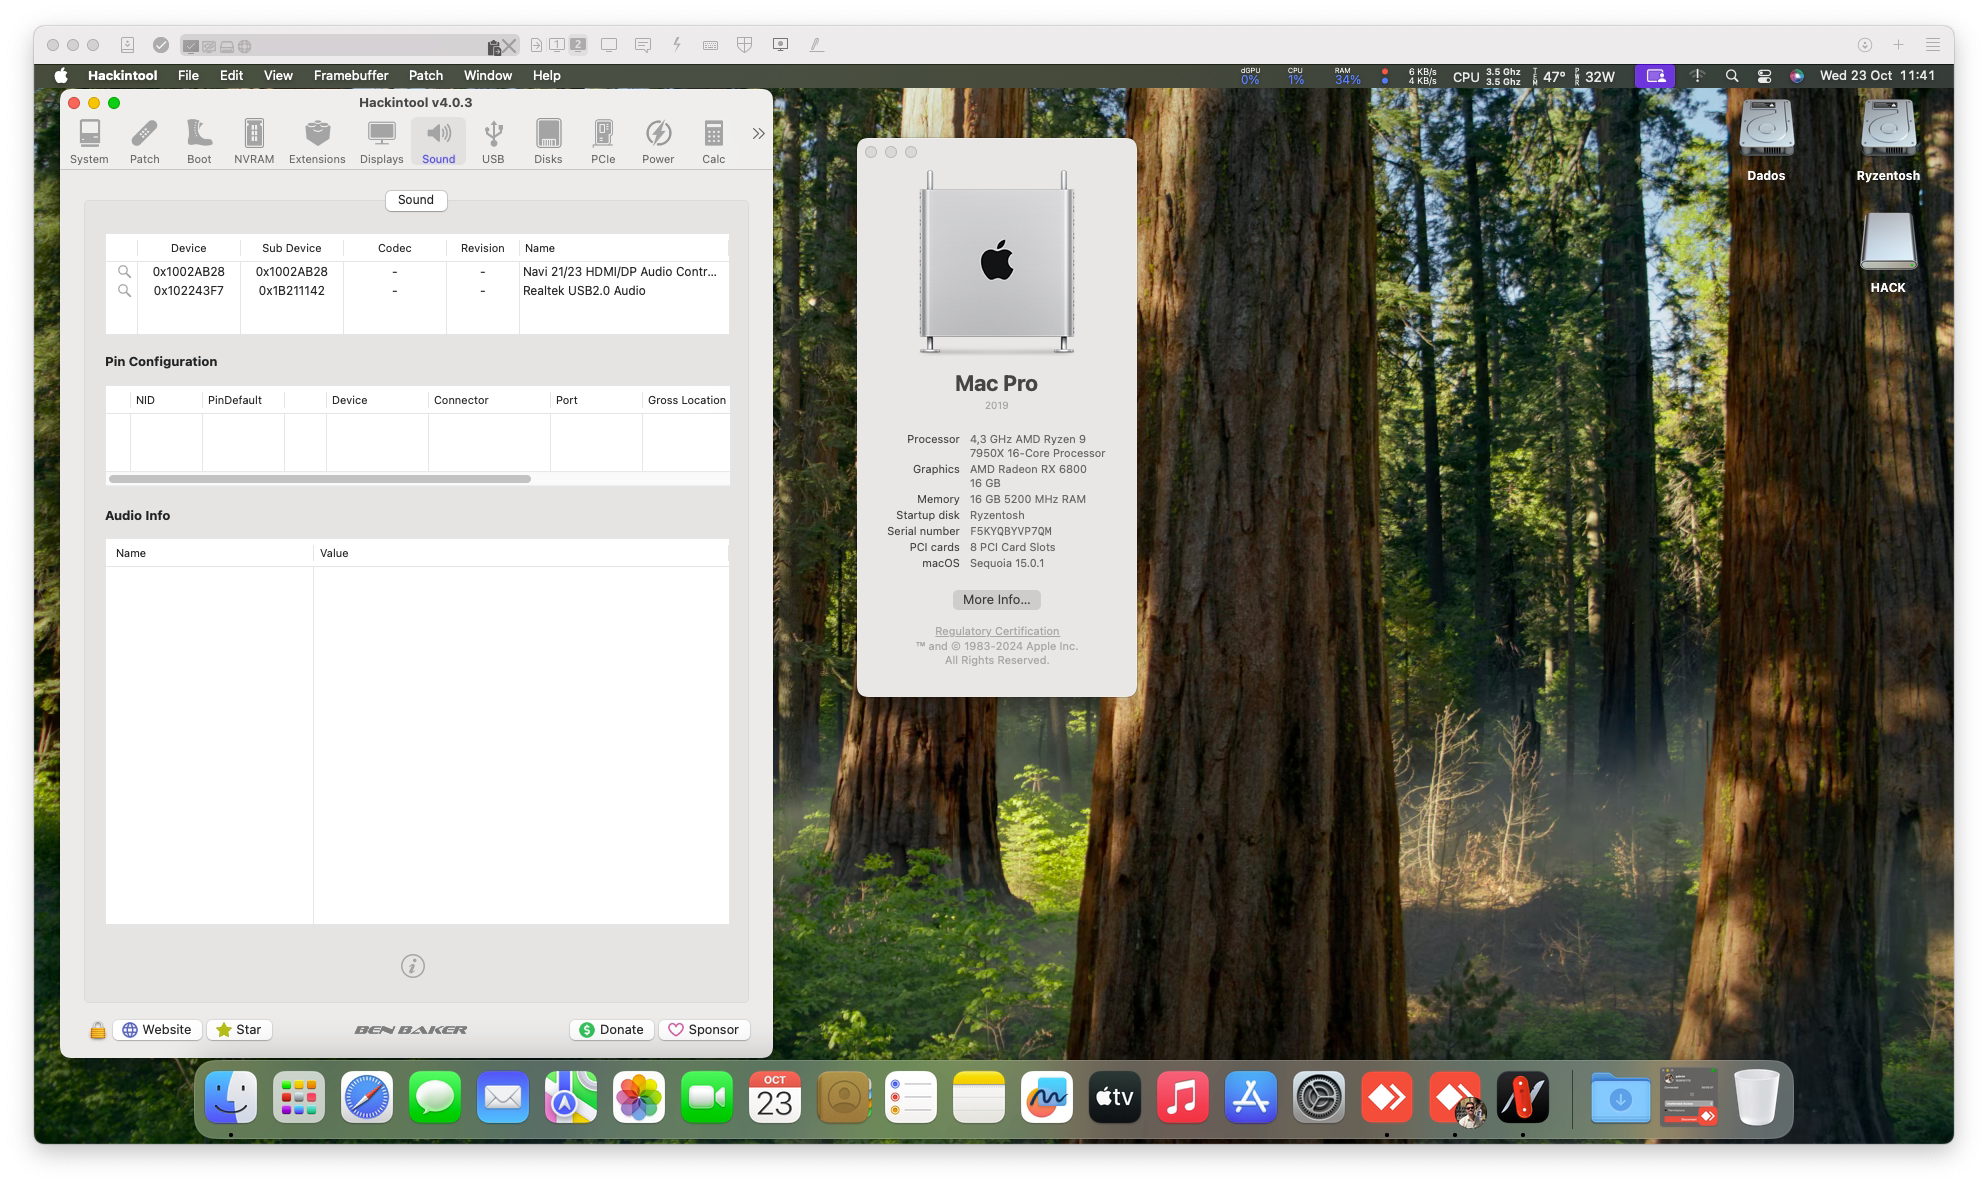 1
2
Hackintool File Edit View Framebuffer Patch Window Help
dGPU 0% CPU 1% RAM 34% 6 KB/s 4 KB/s CPU 3.5 Ghz 3.5 Ghz TEM 47° PWR 32W Wed 23 Oct 11:41
Hackintool v4.0.3
System Patch Boot NVRAM Extensions Displays Sound USB Disks PCIe Power Calc
Sound
Device Sub Device Codec Revision Name
0x1002AB28 0x1002AB28 - - Navi 21/23 HDMI/DP Audio Contr...
0x102243F7 0x1B211142 - - Realtek USB2.0 Audio
Pin Configuration
NID PinDefault Device Connector Port Gross Location
Audio Info
Name Value
Website Star BEN BAKER Donate Sponsor
Mac Pro
2019
Processor 4,3 GHz AMD Ryzen 9
7950X 16-Core Processor
Graphics AMD Radeon RX 6800
16 GB
Memory 16 GB 5200 MHz RAM
Startup disk Ryzentosh
Serial number F5KYQBYVP7QM
PCI cards 8 PCI Card Slots
macOS Sequoia 15.0.1
More Info...
Regulatory Certification
™ and © 1983-2024 Apple Inc.
All Rights Reserved.
Dados
Ryzentosh
HACK
OCT
23
tv